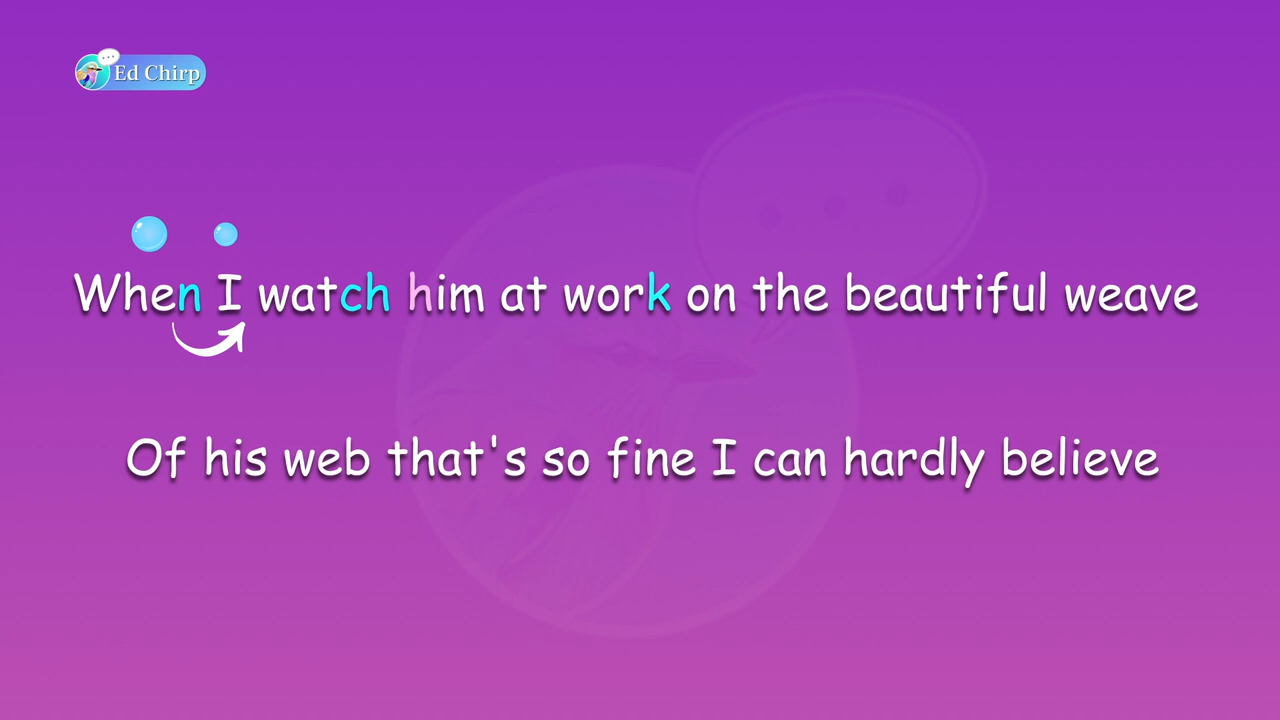 Ed Chirp
When I watch him at work on the beautiful weave
Of his web that's so fine I can hardly believe